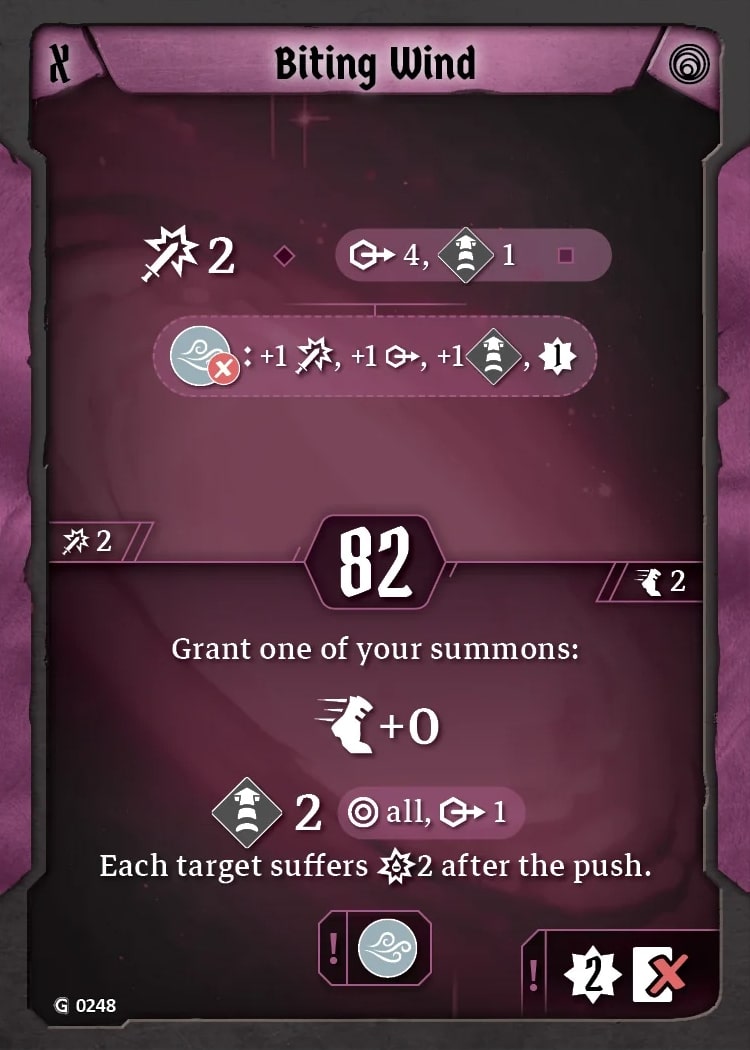 X
Biting Wind
2
4, 1
: +1 , +1 , +1 , 1
2
82
2
Grant one of your summons:
+0
2 all, 1
Each target suffers 2 after the push.
!
! 2
G 0248